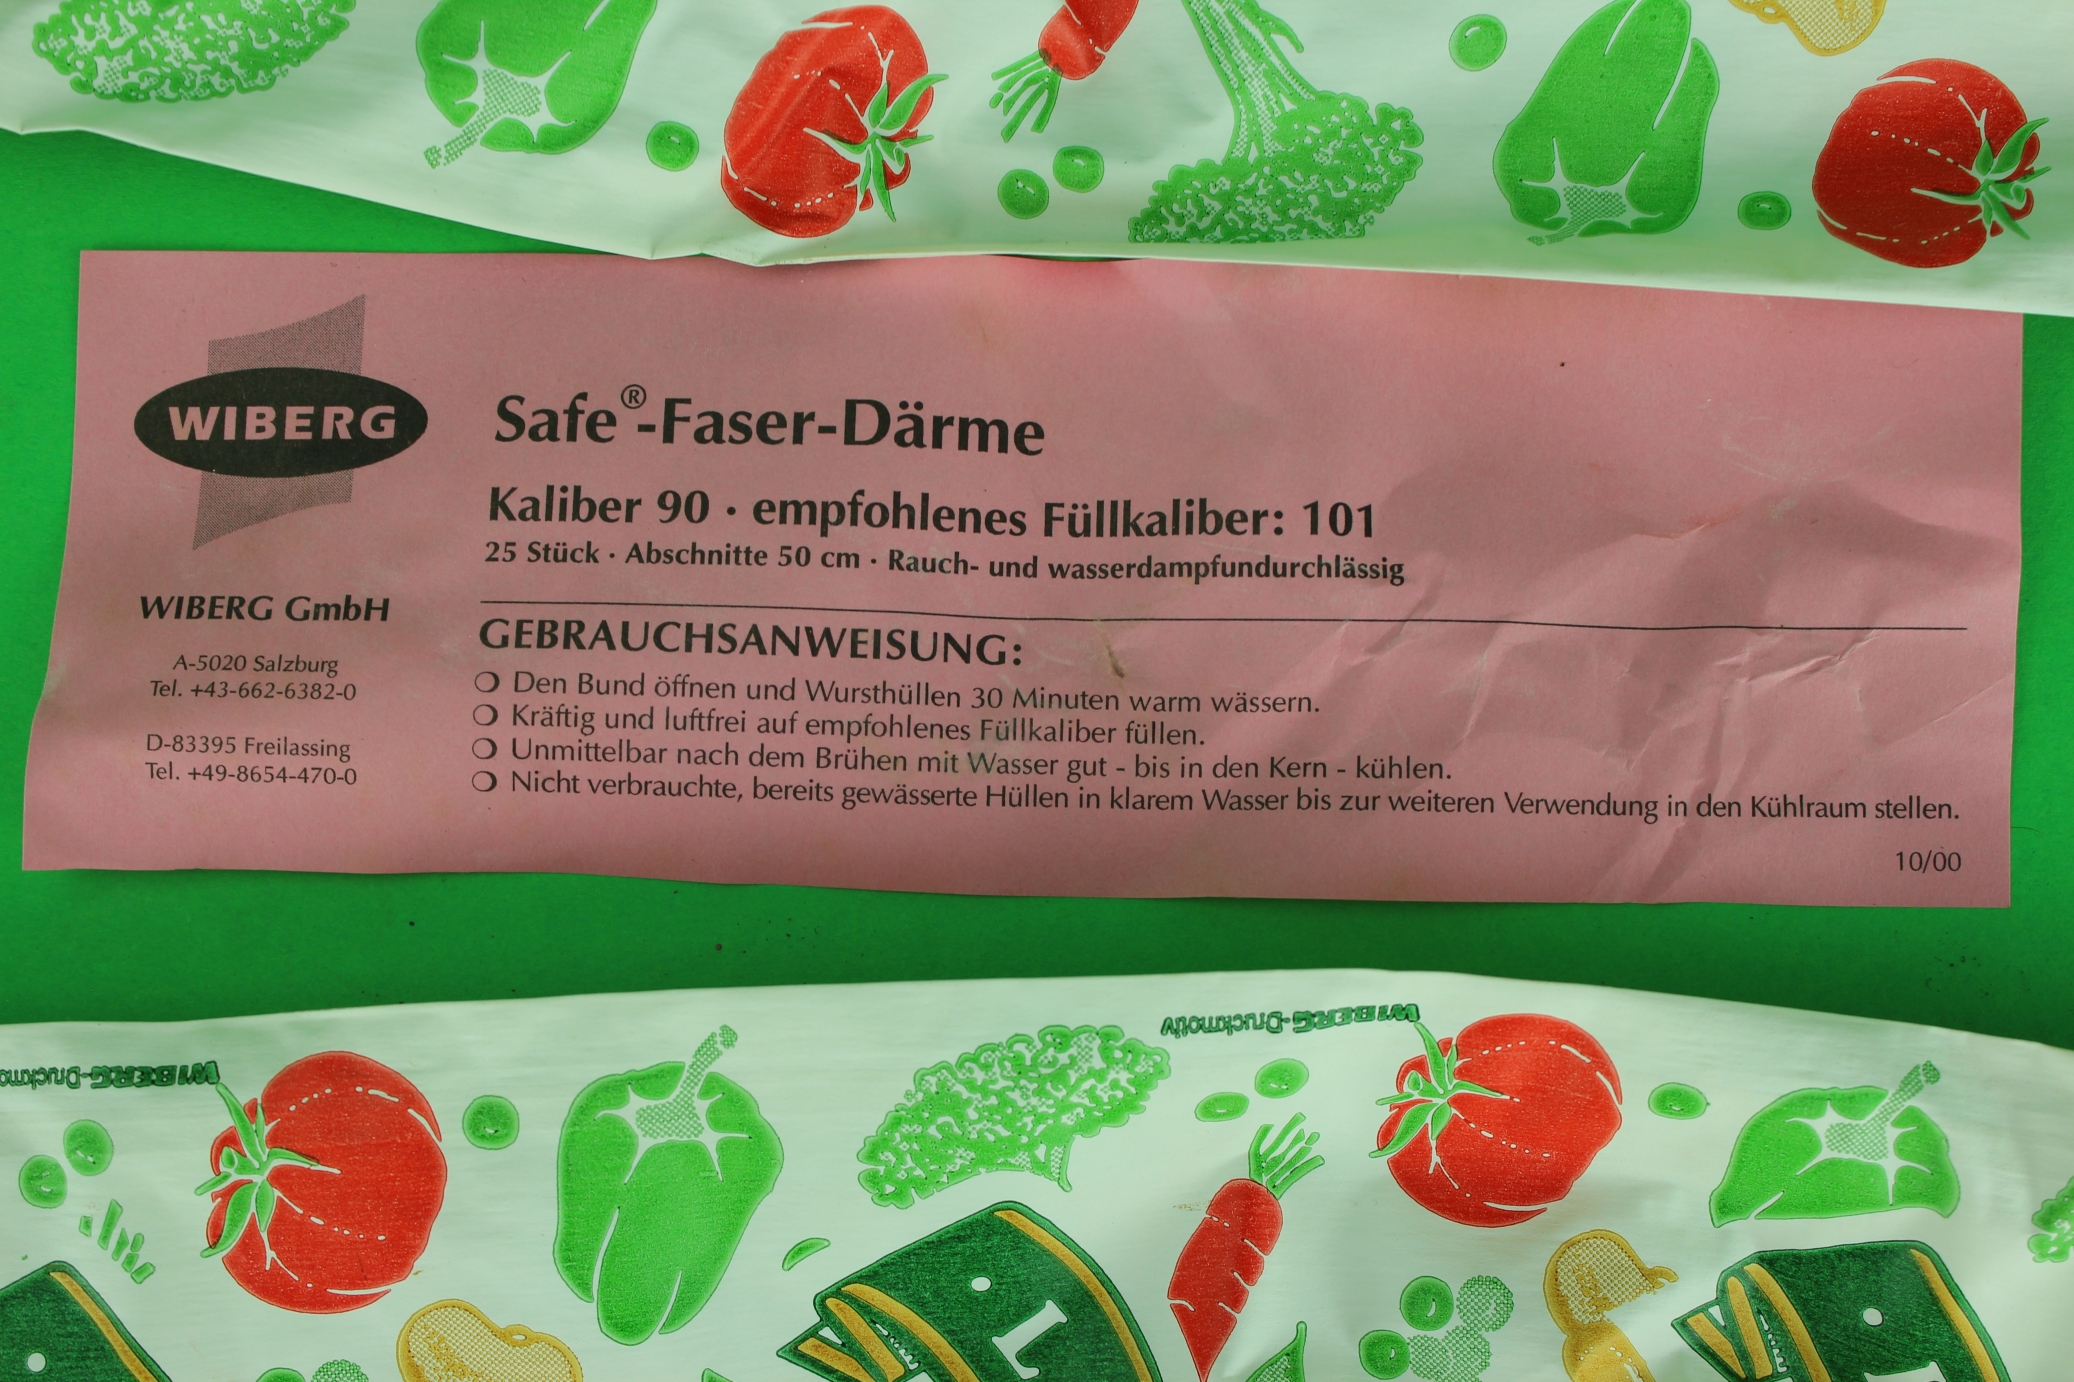 WIBERG
Safe®-Faser-Därme
Kaliber 90 · empfohlenes Füllkaliber: 101
25 Stück · Abschnitte 50 cm · Rauch- und wasserdampfundurchlässig
WIBERG GmbH
A-5020 Salzburg
Tel. +43-662-6382-0
D-83395 Freilassing
Tel. +49-8654-470-0
GEBRAUCHSANWEISUNG:
❍ Den Bund öffnen und Wursthüllen 30 Minuten warm wässern.
❍ Kräftig und luftfrei auf empfohlenes Füllkaliber füllen.
❍ Unmittelbar nach dem Brühen mit Wasser gut - bis in den Kern - kühlen.
❍ Nicht verbrauchte, bereits gewässerte Hüllen in klarem Wasser bis zur weiteren Verwendung in den Kühlraum stellen.
10/00
WIBERG-Druckmotiv
WIBERG-Druckmo
L